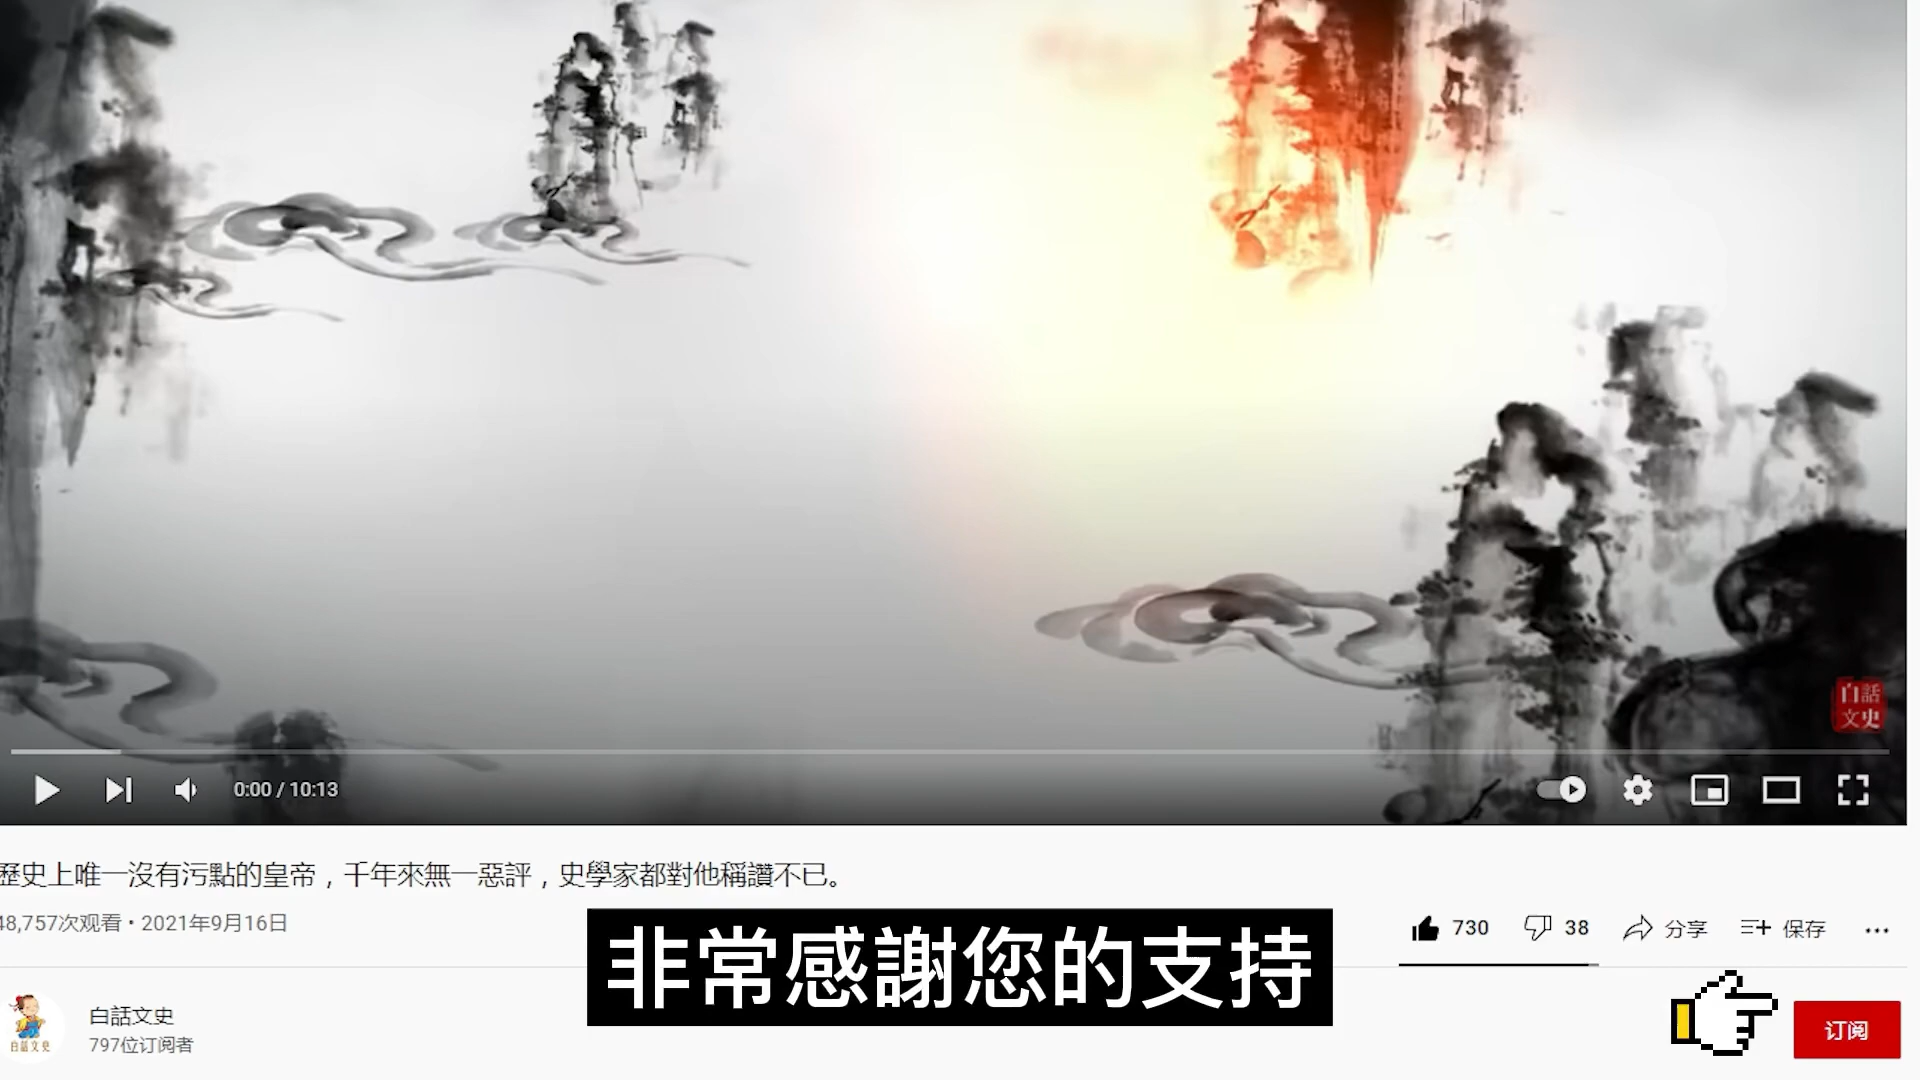 白話
文史
0:00 / 10:13
歷史上唯一沒有污點的皇帝，千年來無一惡評，史學家都對他稱讚不已。
48,757次观看 • 2021年9月16日
730
38
分享
保存
非常感謝您的支持
白話文史
797位订阅者
白話文史
订阅